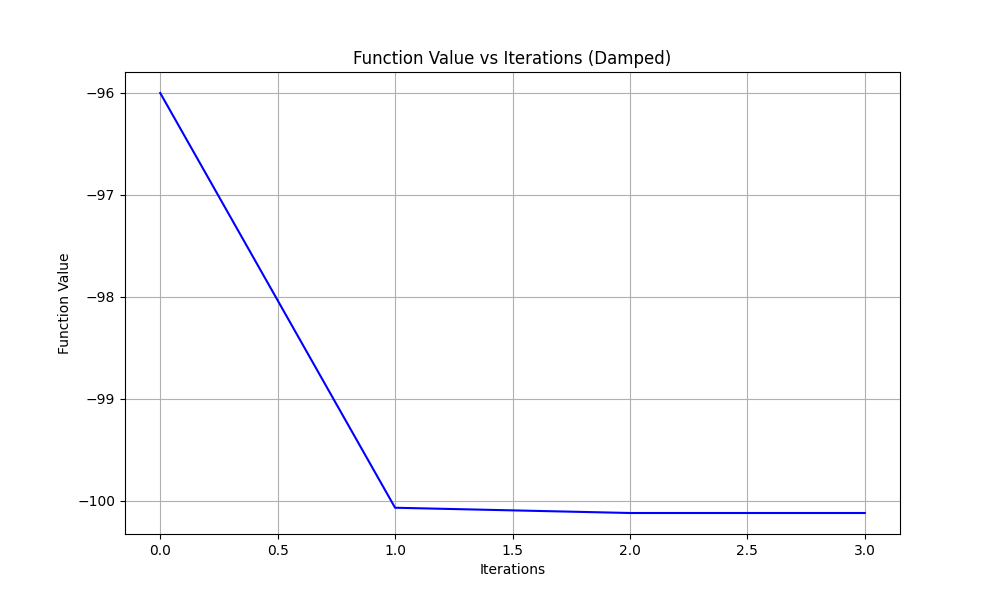 Function Value vs Iterations (Damped)
−96
−97
−98
−99
−100
Function Value
0.0 0.5 1.0 1.5 2.0 2.5 3.0
Iterations